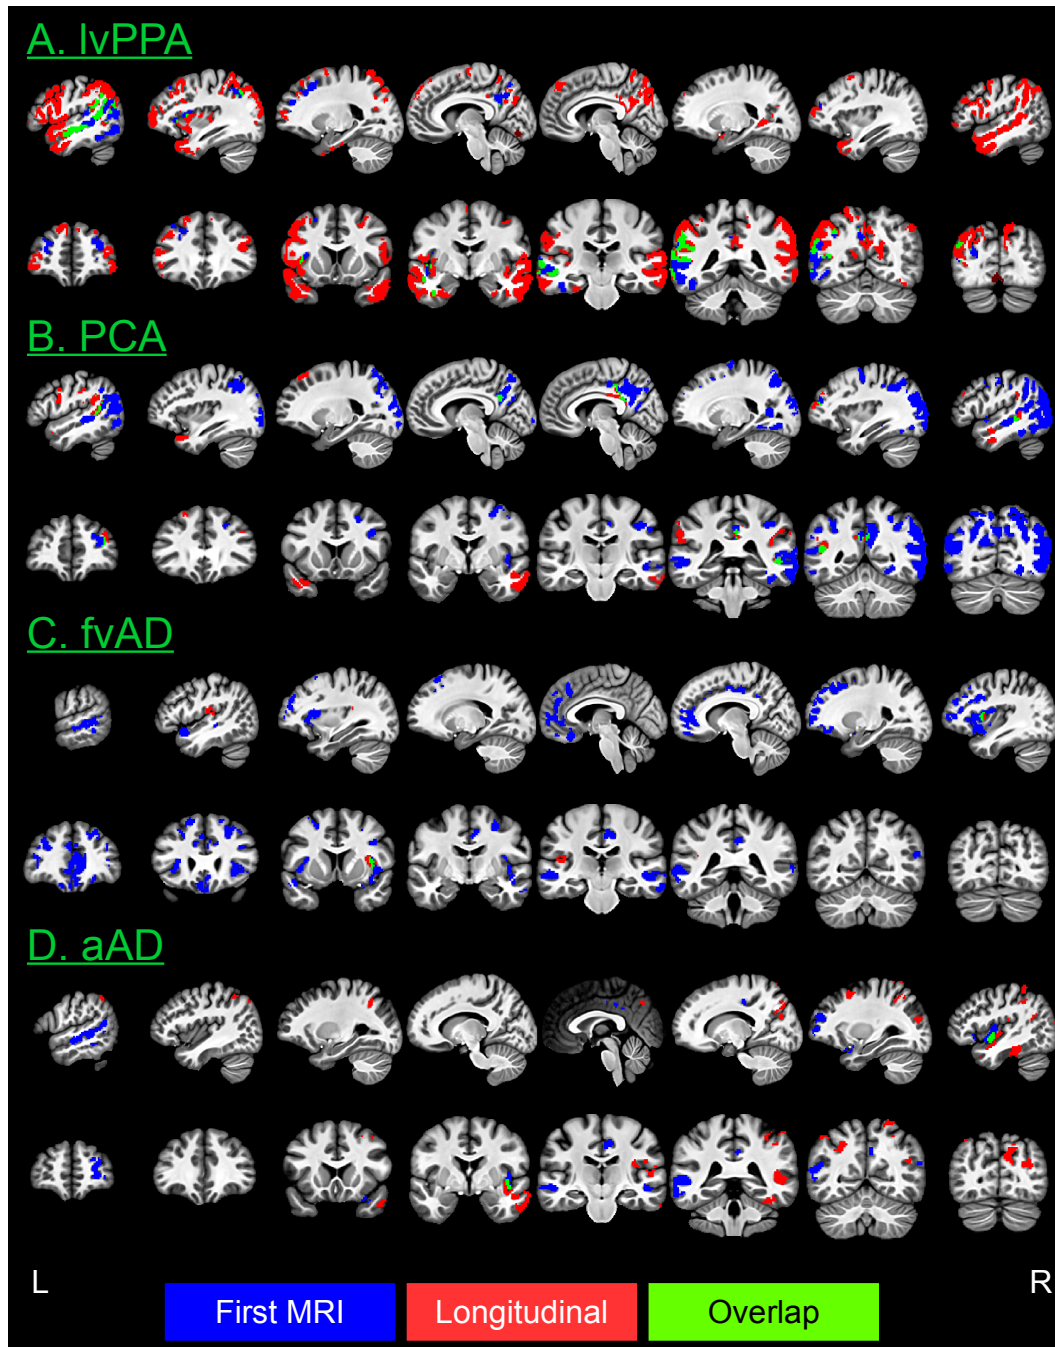 A. lvPPA
B. PCA
C. fvAD
D. aAD
L R
First MRI Longitudinal Overlap